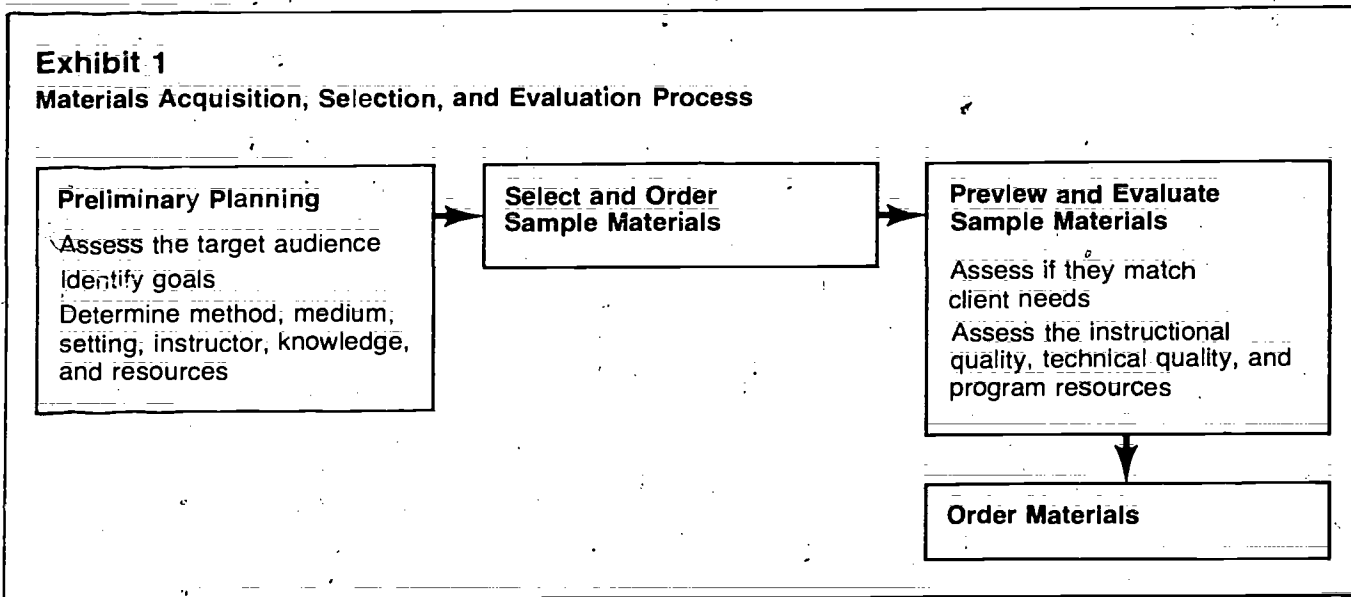 Exhibit 1
Materials Acquisition, Selection, and Evaluation Process
Preliminary Planning
Assess the target audience
Identify goals
Determine method, medium,
setting, instructor, knowledge,
and resources
Select and Order
Sample Materials
Preview and Evaluate
Sample Materials
Assess if they match
client needs
Assess the instructional
quality, technical quality, and
program resources
Order Materials